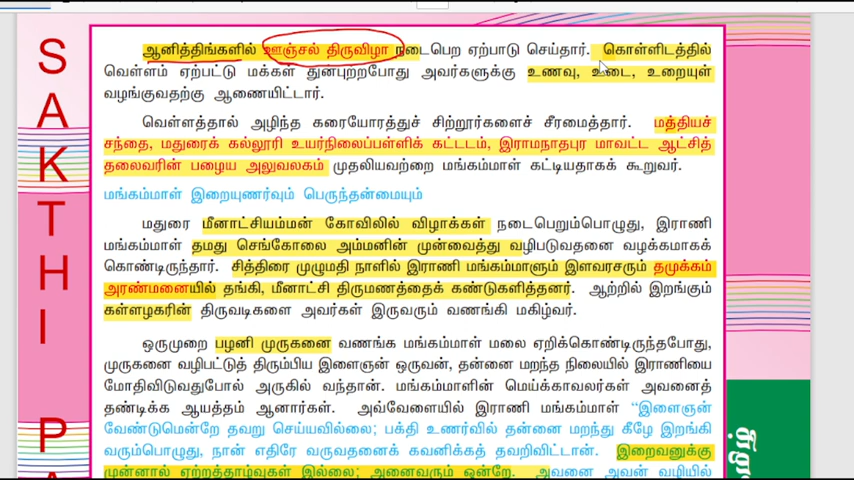 S
A
K
T
H
I
P
A
ஆனித்திங்களில் ஊஞ்சல் திருவிழா நடைபெற ஏற்பாடு செய்தார். கொள்ளிடத்தில்
வெள்ளம் ஏற்பட்டு மக்கள் துன்புற்றபோது அவர்களுக்கு உணவு, உடை, உறையுள்
வழங்குவதற்கு ஆணையிட்டார்.
வெள்ளத்தால் அழிந்த கரையோரத்துச் சிற்றூர்களைச் சீரமைத்தார். மத்தியச்
சந்தை, மதுரைக் கல்லூரி உயர்நிலைப்பள்ளிக் கட்டடம், இராமநாதபுர மாவட்ட ஆட்சித்
தலைவரின் பழைய அலுவலகம் முதலியவற்றை மங்கம்மாள் கட்டியதாகக் கூறுவர்.
மங்கம்மாள் இறையுணர்வும் பெருந்தன்மையும்
மதுரை மீனாட்சியம்மன் கோவிலில் விழாக்கள் நடைபெறும்பொழுது, இராணி
மங்கம்மாள் தமது செங்கோலை அம்மனின் முன்வைத்து வழிபடுவதனை வழக்கமாகக்
கொண்டிருந்தார். சித்திரை முழுமதி நாளில் இராணி மங்கம்மாளும் இளவரசரும் தமுக்கம்
அரண்மனையில் தங்கி, மீனாட்சி திருமணத்தைக் கண்டுகளித்தனர். ஆற்றில் இறங்கும்
கள்ளழகரின் திருவடிகளை அவர்கள் இருவரும் வணங்கி மகிழ்வர்.
ஒருமுறை பழனி முருகனை வணங்க மங்கம்மாள் மலை ஏறிக்கொண்டிருந்தபோது,
முருகனை வழிபட்டுத் திரும்பிய இளைஞன் ஒருவன், தன்னை மறந்த நிலையில் இராணியை
மோதிவிடுவதுபோல் அருகில் வந்தான். மங்கம்மாளின் மெய்க்காவலர்கள் அவனைத்
தண்டிக்க ஆயத்தம் ஆனார்கள். அவ்வேளையில் இராணி மங்கம்மாள் “இளைஞன்
வேண்டுமென்றே தவறு செய்யவில்லை; பக்தி உணர்வில் தன்னை மறந்து கீழே இறங்கி
வரும்பொழுது, நான் எதிரே வருவதனைக் கவனிக்கத் தவறிவிட்டான். இறைவனுக்கு
முன்னால் ஏற்றத்தாழ்வுகள் இல்லை; அனைவரும் ஒன்றே. அவனை அவன் வழியில்